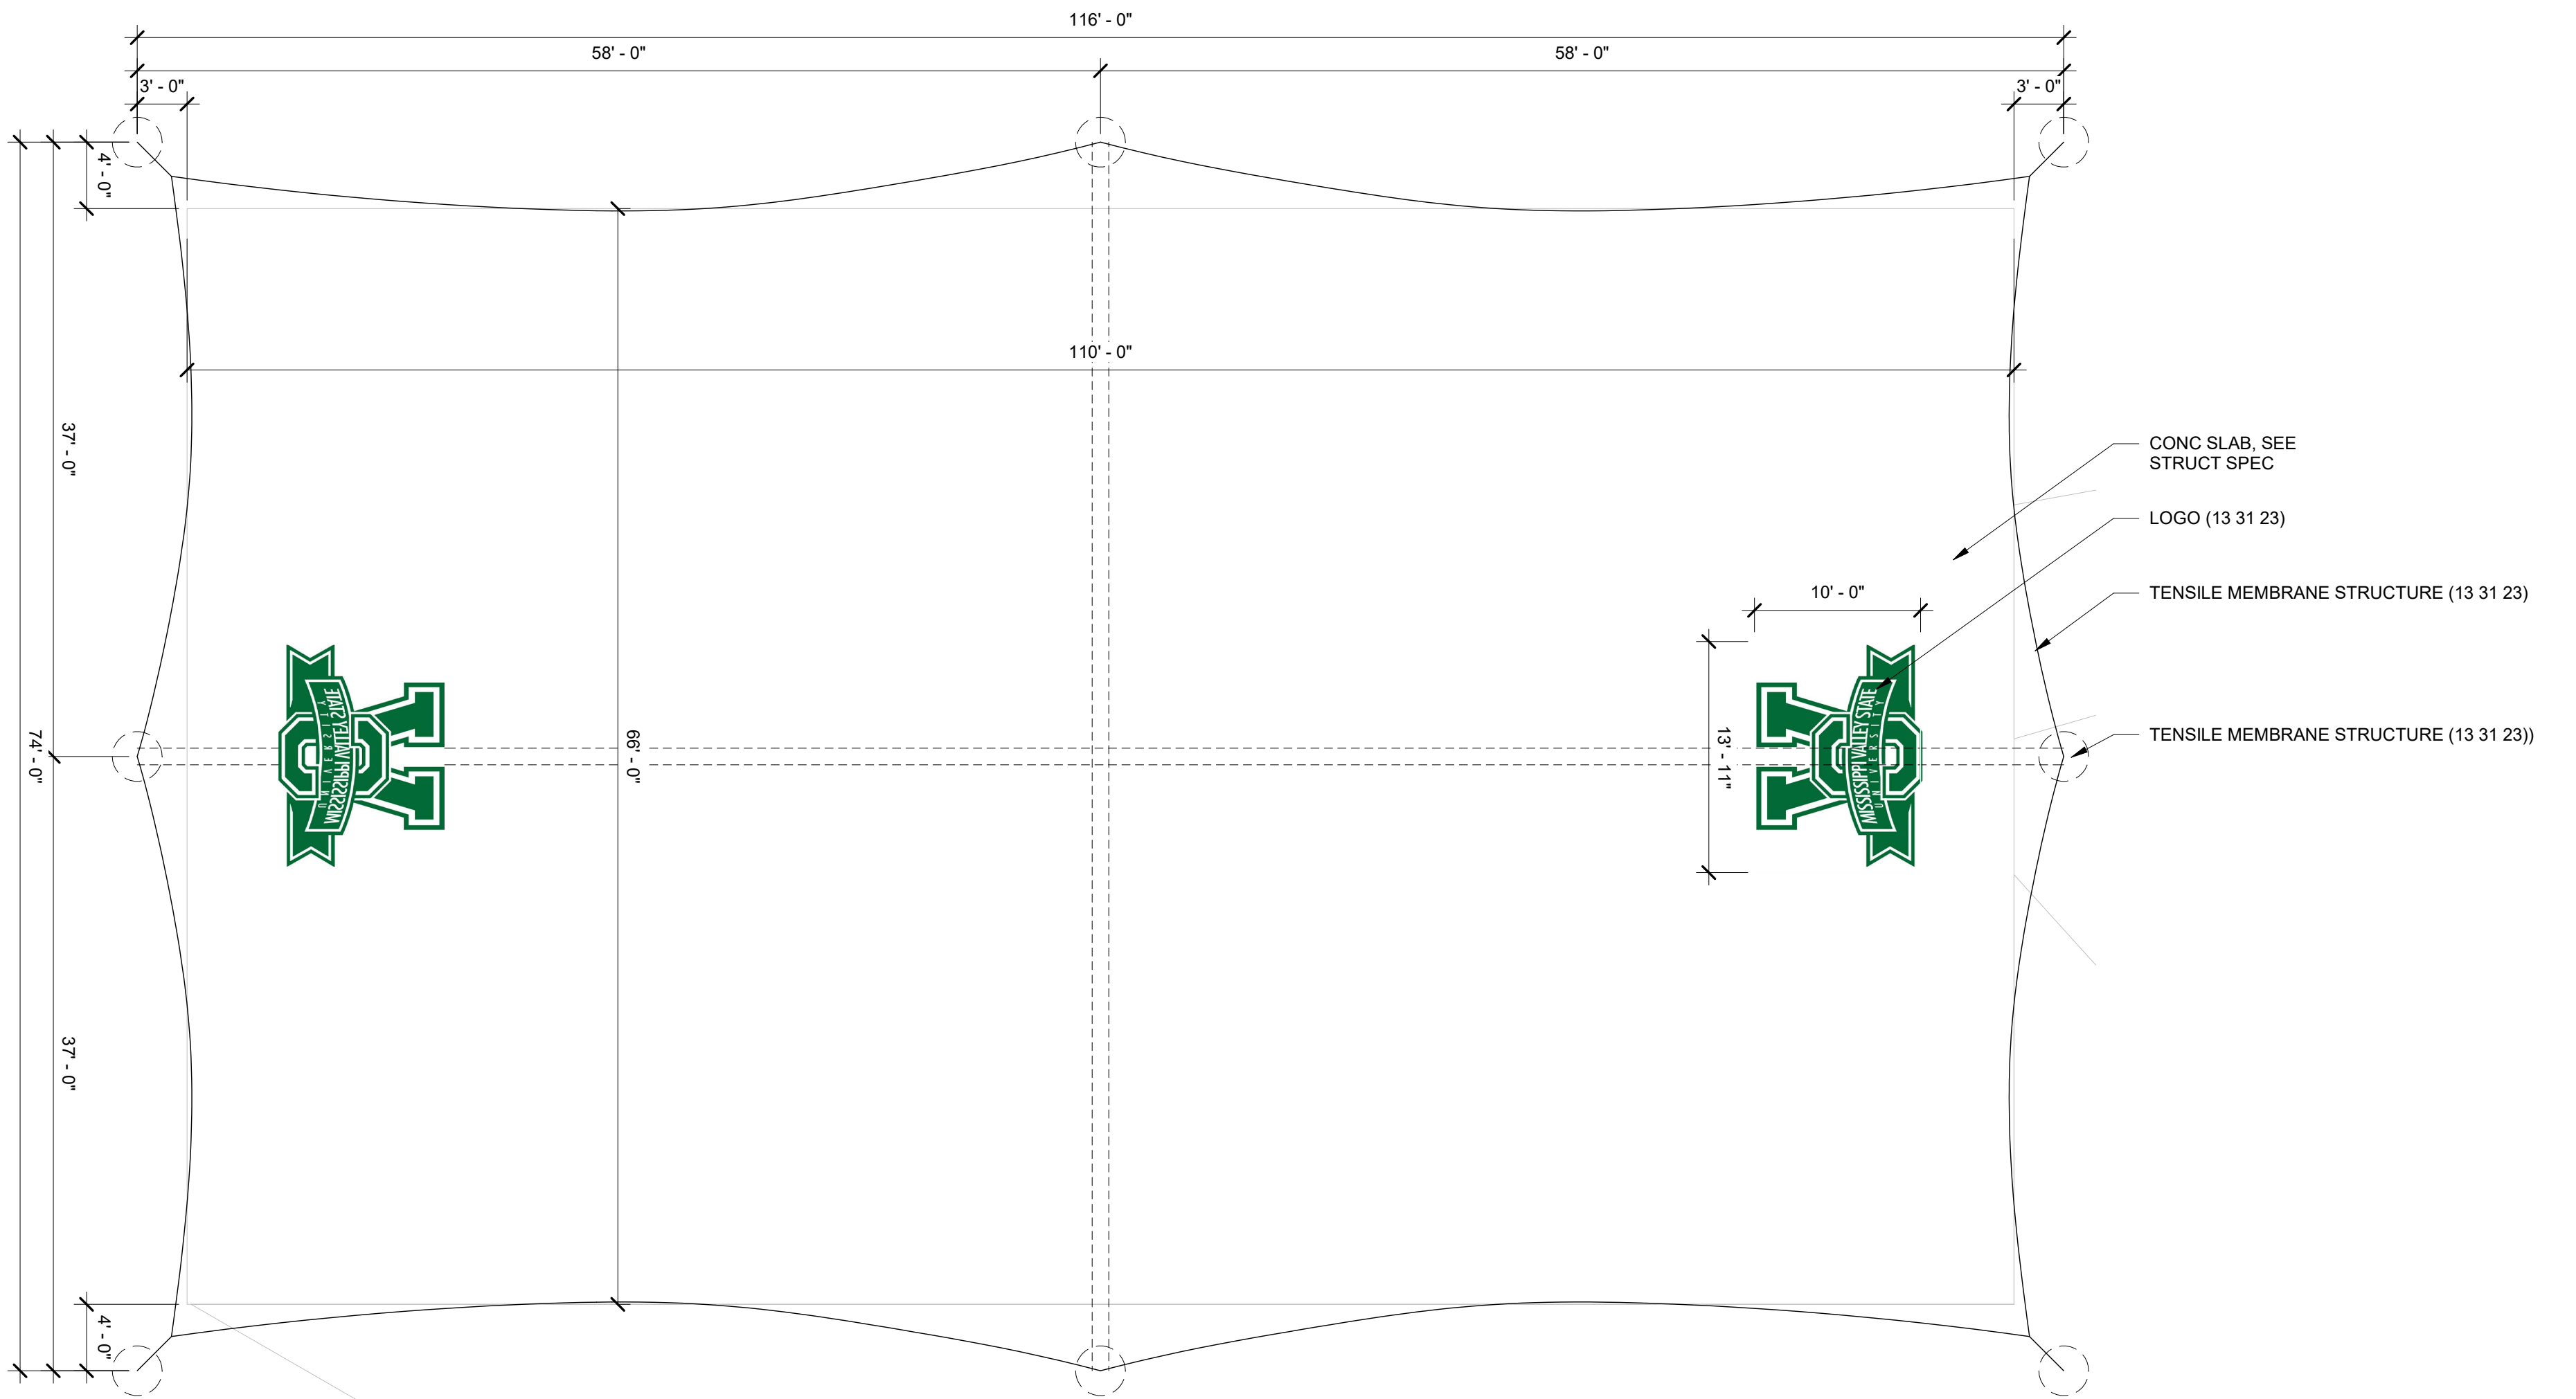 116' - 0"
58' - 0"
58' - 0"
3' - 0"
3' - 0"
4' - 0"
110' - 0"
37' - 0"
CONC SLAB, SEE
STRUCT SPEC
LOGO (13 31 23)
TENSILE MEMBRANE STRUCTURE (13 31 23)
10' - 0"
MISSISSIPPI VALLEY STATE
UNIVERSITY
MISSISSIPPI VALLEY STATE
UNIVERSITY
TENSILE MEMBRANE STRUCTURE (13 31 23))
74' - 0"
66' - 0"
13' - 11"
37' - 0"
4' - 0"